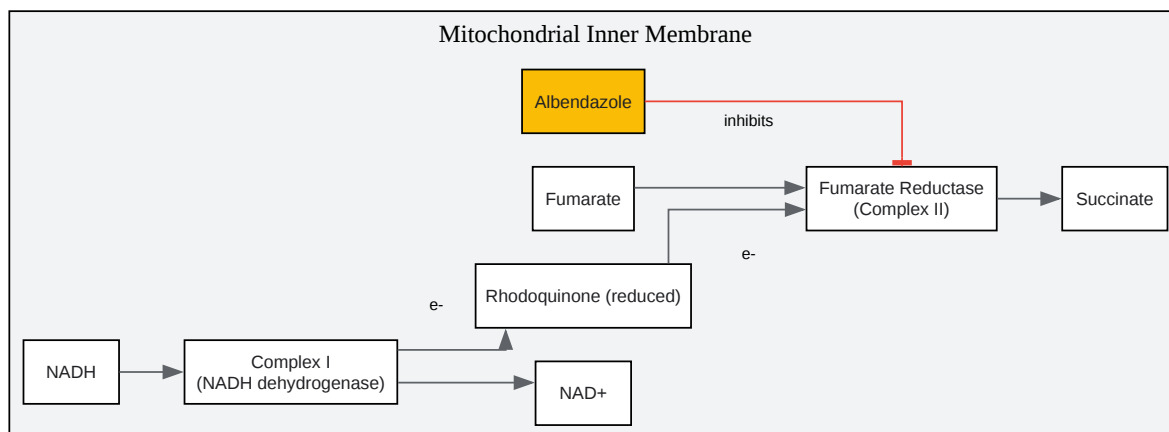 Mitochondrial Inner Membrane
Albendazole
inhibits
Fumarate
Fumarate Reductase
(Complex II)
Succinate
e-
Rhodoquinone (reduced)
e-
NADH
Complex I
(NADH dehydrogenase)
NAD+